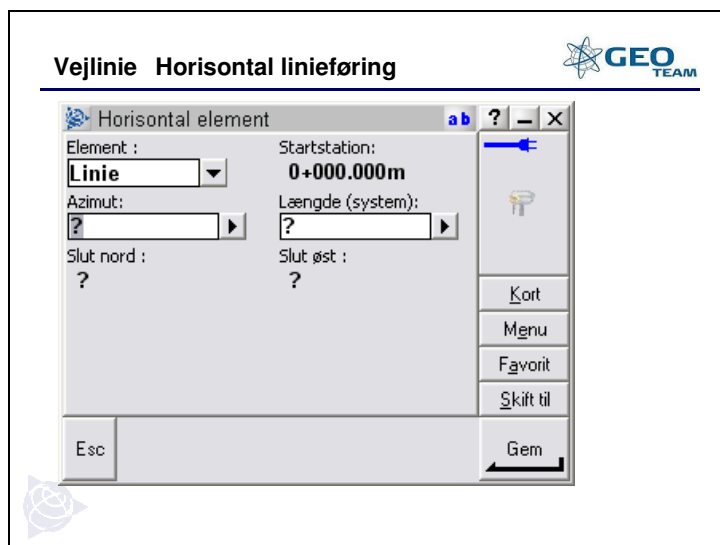 Vejlinie Horisontal linieføring
GEO
TEAM
Horisontal element
ab ? – X
Element :
Startstation:
Linie
0+000.000m
Azimut:
Længde (system):
?
?
Slut nord :
Slut øst :
?
?
Kort
Menu
Favorit
Skift til
Esc
Gem